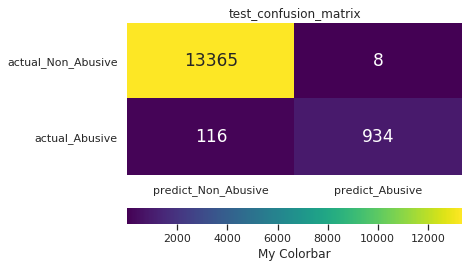 test_confusion_matrix
actual_Non_Abusive 13365 8
actual_Abusive 116 934
predict_Non_Abusive predict_Abusive
2000 4000 6000 8000 10000 12000
My Colorbar